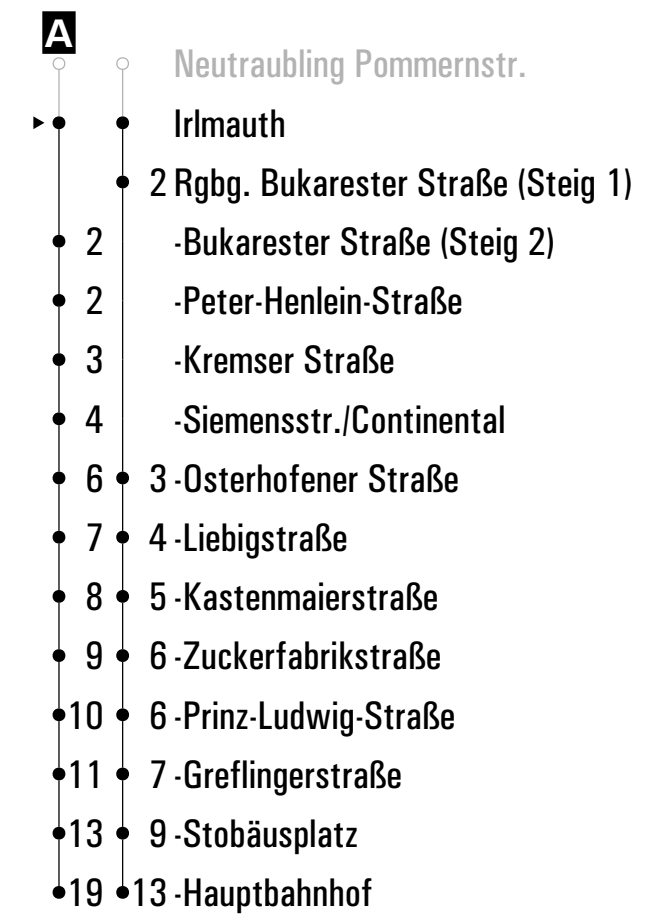 A
Neutraubling Pommernstr.
Irlmauth
2 Rgbg. Bukarester Straße (Steig 1)
2 -Bukarester Straße (Steig 2)
2 -Peter-Henlein-Straße
3 -Kremser Straße
4 -Siemensstr./Continental
6 3 -Osterhofener Straße
7 4 -Liebigstraße
8 5 -Kastenmaierstraße
9 6 -Zuckerfabrikstraße
10 6 -Prinz-Ludwig-Straße
11 7 -Greflingerstraße
13 9 -Stobäusplatz
19 13 -Hauptbahnhof